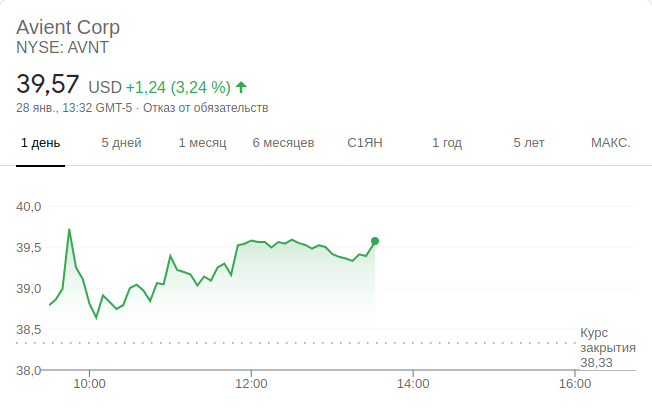 Avient Corp
NYSE: AVNT
39,57 USD +1,24 (3,24 %)
28 янв., 13:32 GMT-5 · Отказ от обязательств
1 день 5 дней 1 месяц 6 месяцев С1ЯН 1 год 5 лет МАКС.
40,0
39,5
39,0
38,5
38,0
Курс
закрытия
38,33
10:00 12:00 14:00 16:00